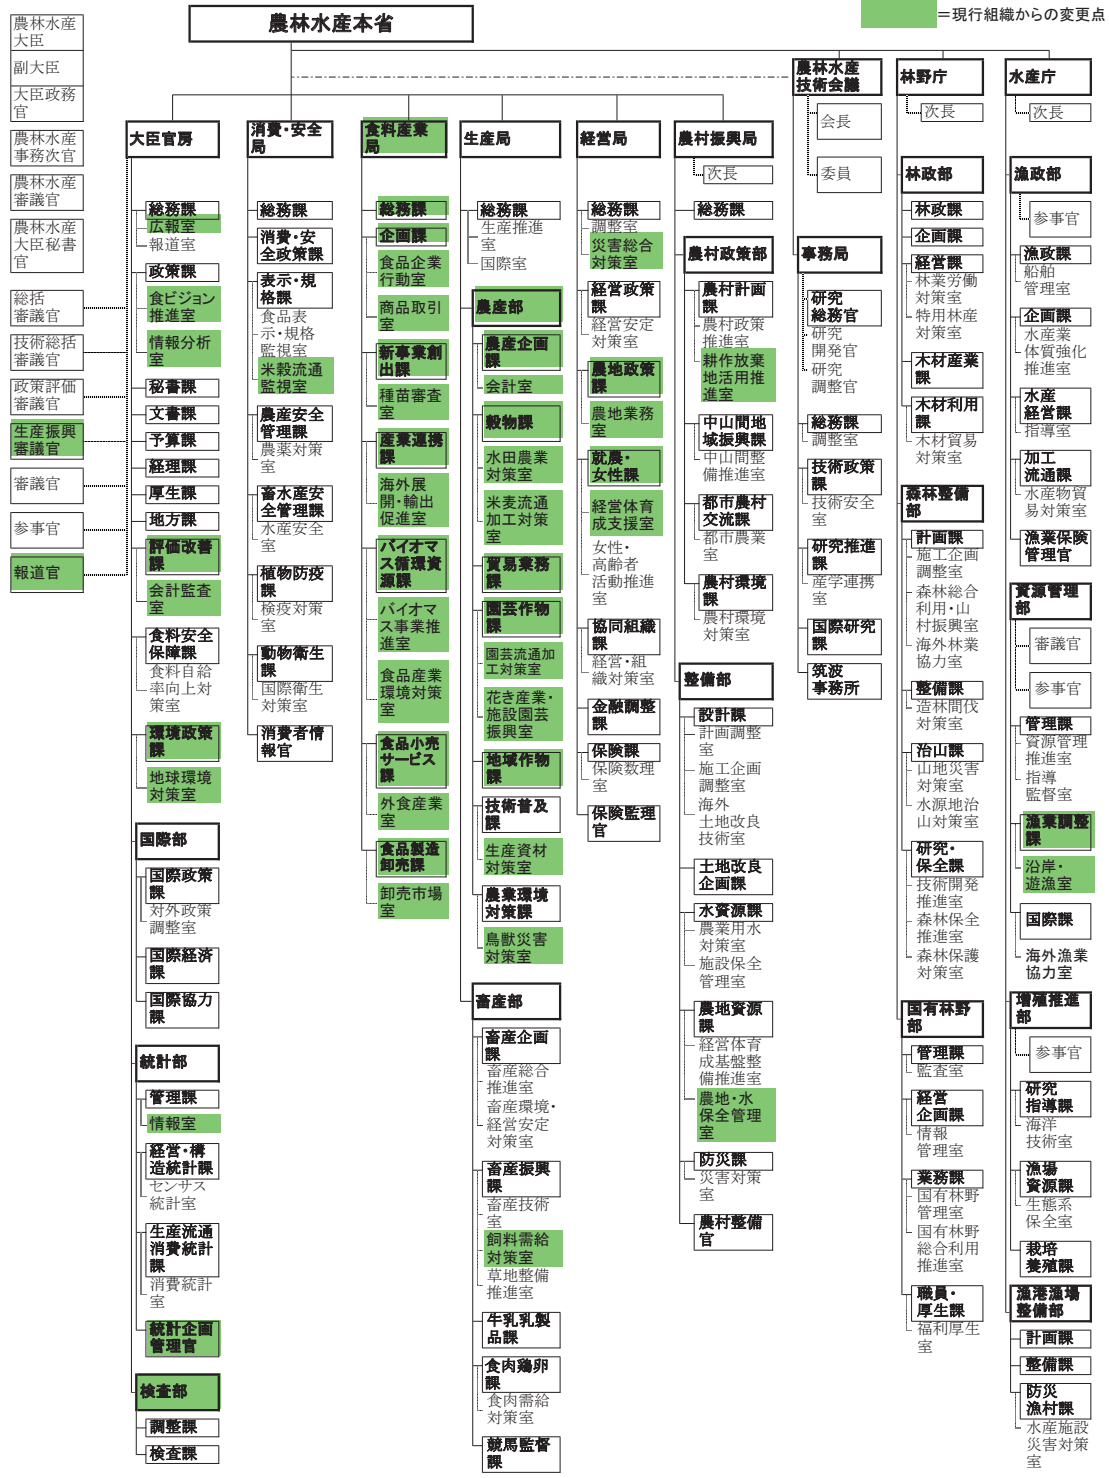 農林水産本省
＝現行組織からの変更点
農林水産
大臣
副大臣
大臣政務
官
農林水産
事務次官
農林水産
審議官
農林水産
大臣秘書
官
総括
審議官
技術総括
審議官
政策評価
審議官
生産振興
審議官
審議官
参事官
報道官
大臣官房
総務課
広報室
報道室
政策課
食ビジョン
推進室
情報分析
室
秘書課
文書課
予算課
経理課
厚生課
地方課
評価改善
課
会計監査
室
食料安全
保障課
食料自給
率向上対
策室
環境政策
課
地球環境
対策室
国際部
国際政策
課
対外政策
調整室
国際経済
課
国際協力
課
統計部
管理課
情報室
経営・構
造統計課
センサス
統計室
生産流通
消費統計
課
消費統計
室
統計企画
管理官
検査部
調整課
検査課
消費・安全
局
総務課
消費・安
全政策課
表示・規
格課
食品表
示・規格
監視室
米穀流通
監視室
農産安全
管理課
農薬対策
室
畜水産安
全管理課
水産安全
室
植物防疫
課
検疫対策
室
動物衛生
課
国際衛生
対策室
消費者情
報官
食料産業
局
総務課
企画課
食品企業
行動室
商品取引
室
新事業創
出課
種苗審査
室
産業連携
課
海外展
開・輸出
促進室
バイオマ
ス循環資
源課
バイオマ
ス事業推
進室
食品産業
環境対策
室
食品小売
サービス
課
外食産業
室
食品製造
卸売課
卸売市場
室
生産局
総務課
生産推進
室
国際室
農産部
農産企画
課
会計室
穀物課
水田農業
対策室
米麦流通
加工対策
室
貿易業務
課
園芸作物
課
園芸流通加
工対策室
花き産業・
施設園芸
振興室
地域作物
課
技術普及
課
生産資材
対策室
農業環境
対策課
鳥獣災害
対策室
畜産部
畜産企画
課
畜産総合
推進室
畜産環境・
経営安定
対策室
畜産振興
課
畜産技術
室
飼料需給
対策室
草地整備
推進室
牛乳乳製
品課
食肉鶏卵
課
食肉需給
対策室
競馬監督
課
経営局
総務課
調整室
災害総合
対策室
経営政策
課
経営安定
対策室
農地政策
課
農地業務
室
就農・
女性課
経営体育
成支援室
女性・
高齢者
活動推進
室
協同組織
課
経営・組
織対策室
金融調整
課
保険課
保険数理
室
保険監理
官
農村振興局
次長
総務課
農村政策部
農村計画
課
農村政策
推進室
耕作放棄
地活用推
進室
中山間地
域振興課
中山間整
備推進室
都市農村
交流課
都市農業
室
農村環境
課
農村環境
対策室
整備部
設計課
計画調整
室
施工企画
調整室
海外
土地改良
技術室
土地改良
企画課
水資源課
農業用水
対策室
施設保全
管理室
農地資源
課
経営体育
成基盤整
備推進室
農地・水
保全管理
室
防災課
災害対策
室
農村整備
官
農林水産
技術会議
会長
委員
事務局
研究
総務官
研究
開発官
研究
調整官
総務課
調整室
技術政策
課
技術安全
室
研究推進
課
産学連携
室
国際研究
課
筑波
事務所
林野庁
次長
林政部
林政課
企画課
経営課
林業労働
対策室
特用林産
対策室
木材産業
課
木材利用
課
木材貿易
対策室
森林整備
部
計画課
施工企画
調整室
森林総合
利用・山
村振興室
海外林業
協力室
整備課
造林間伐
対策室
治山課
山地災害
対策室
水源地治
山対策室
研究・
保全課
技術開発
推進室
森林保全
推進室
森林保護
対策室
国有林野
部
管理課
監査室
経営
企画課
情報
管理室
業務課
国有林野
管理室
国有林野
総合利用
推進室
職員・
厚生課
福利厚生
室
水産庁
次長
漁政部
参事官
漁政課
船舶
管理室
企画課
水産業
体質強化
推進室
水産
経営課
指導室
加工
流通課
水産物貿
易対策室
漁業保険
管理官
資源管理
部
審議官
参事官
管理課
資源管理
推進室
指導
監督室
漁業調整
課
沿岸・
遊漁室
国際課
海外漁業
協力室
増殖推進
部
参事官
研究
指導課
海洋
技術室
漁場
資源課
生態系
保全室
栽培
養殖課
漁港漁場
整備部
計画課
整備課
防災
漁村課
水産施設
災害対策
室